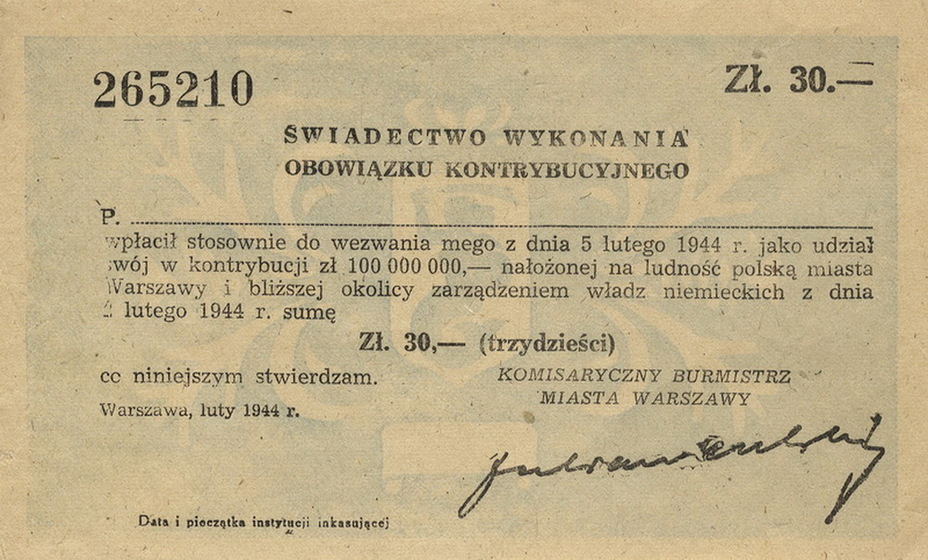 265210
Zł. 30.—
ŚWIADECTWO WYKONANIA
OBOWIĄZKU KONTRYBUCYJNEGO
P.
wpłacił stosownie do wezwania mego z dnia 5 lutego 1944 r. jako udział
swój w kontrybucji zł 100 000 000,— nałożonej na ludność polską miasta
Warszawy i bliższej okolicy zarządzeniem władz niemieckich z dnia
2 lutego 1944 r. sumę
Zł. 30,— (trzydzieści)
co niniejszym stwierdzam.
KOMISARYCZNY BURMISTRZ
MIASTA WARSZAWY
Warszawa, luty 1944 r.
Data i pieczątka instytucji inkasującej